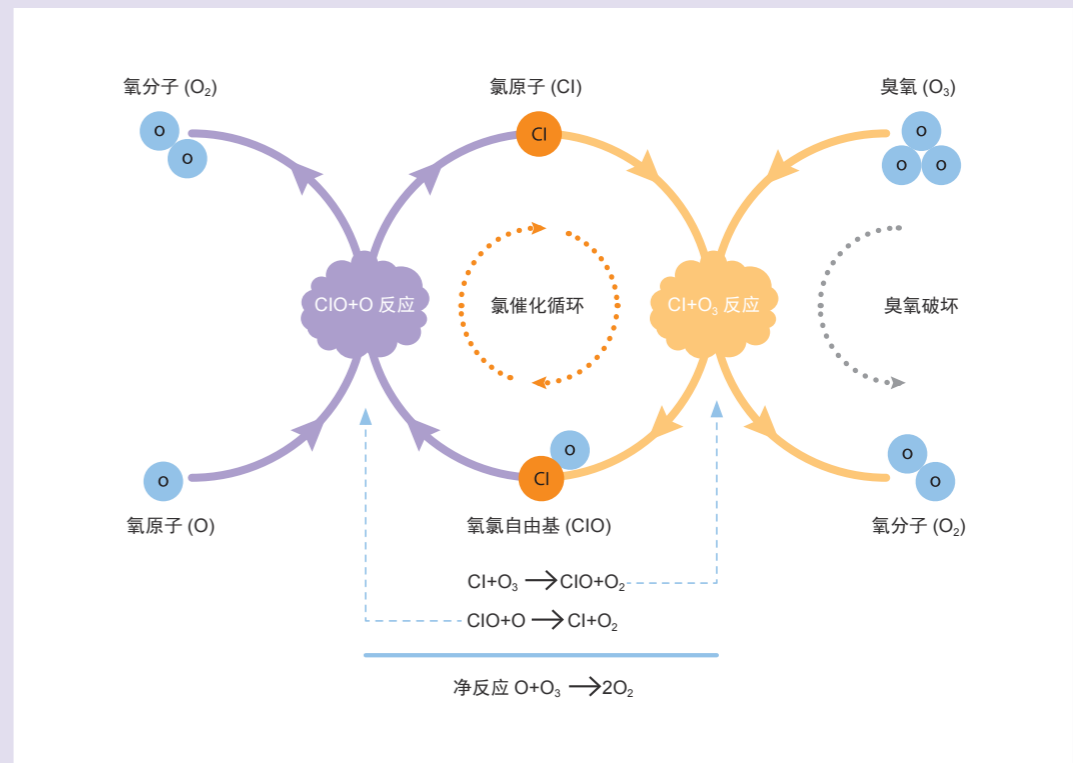 氧分子 (O₂)
氯原子 (Cl)
臭氧 (O₃)
O
O
Cl
O
O
O
ClO+O 反应
氯催化循环
Cl+O₃ 反应
臭氧破坏
O
Cl
O
O
O
氧原子 (O)
氧氯自由基 (ClO)
氧分子 (O₂)
Cl+O₃ → ClO+O₂
ClO+O → Cl+O₂
净反应 O+O₃ → 2O₂